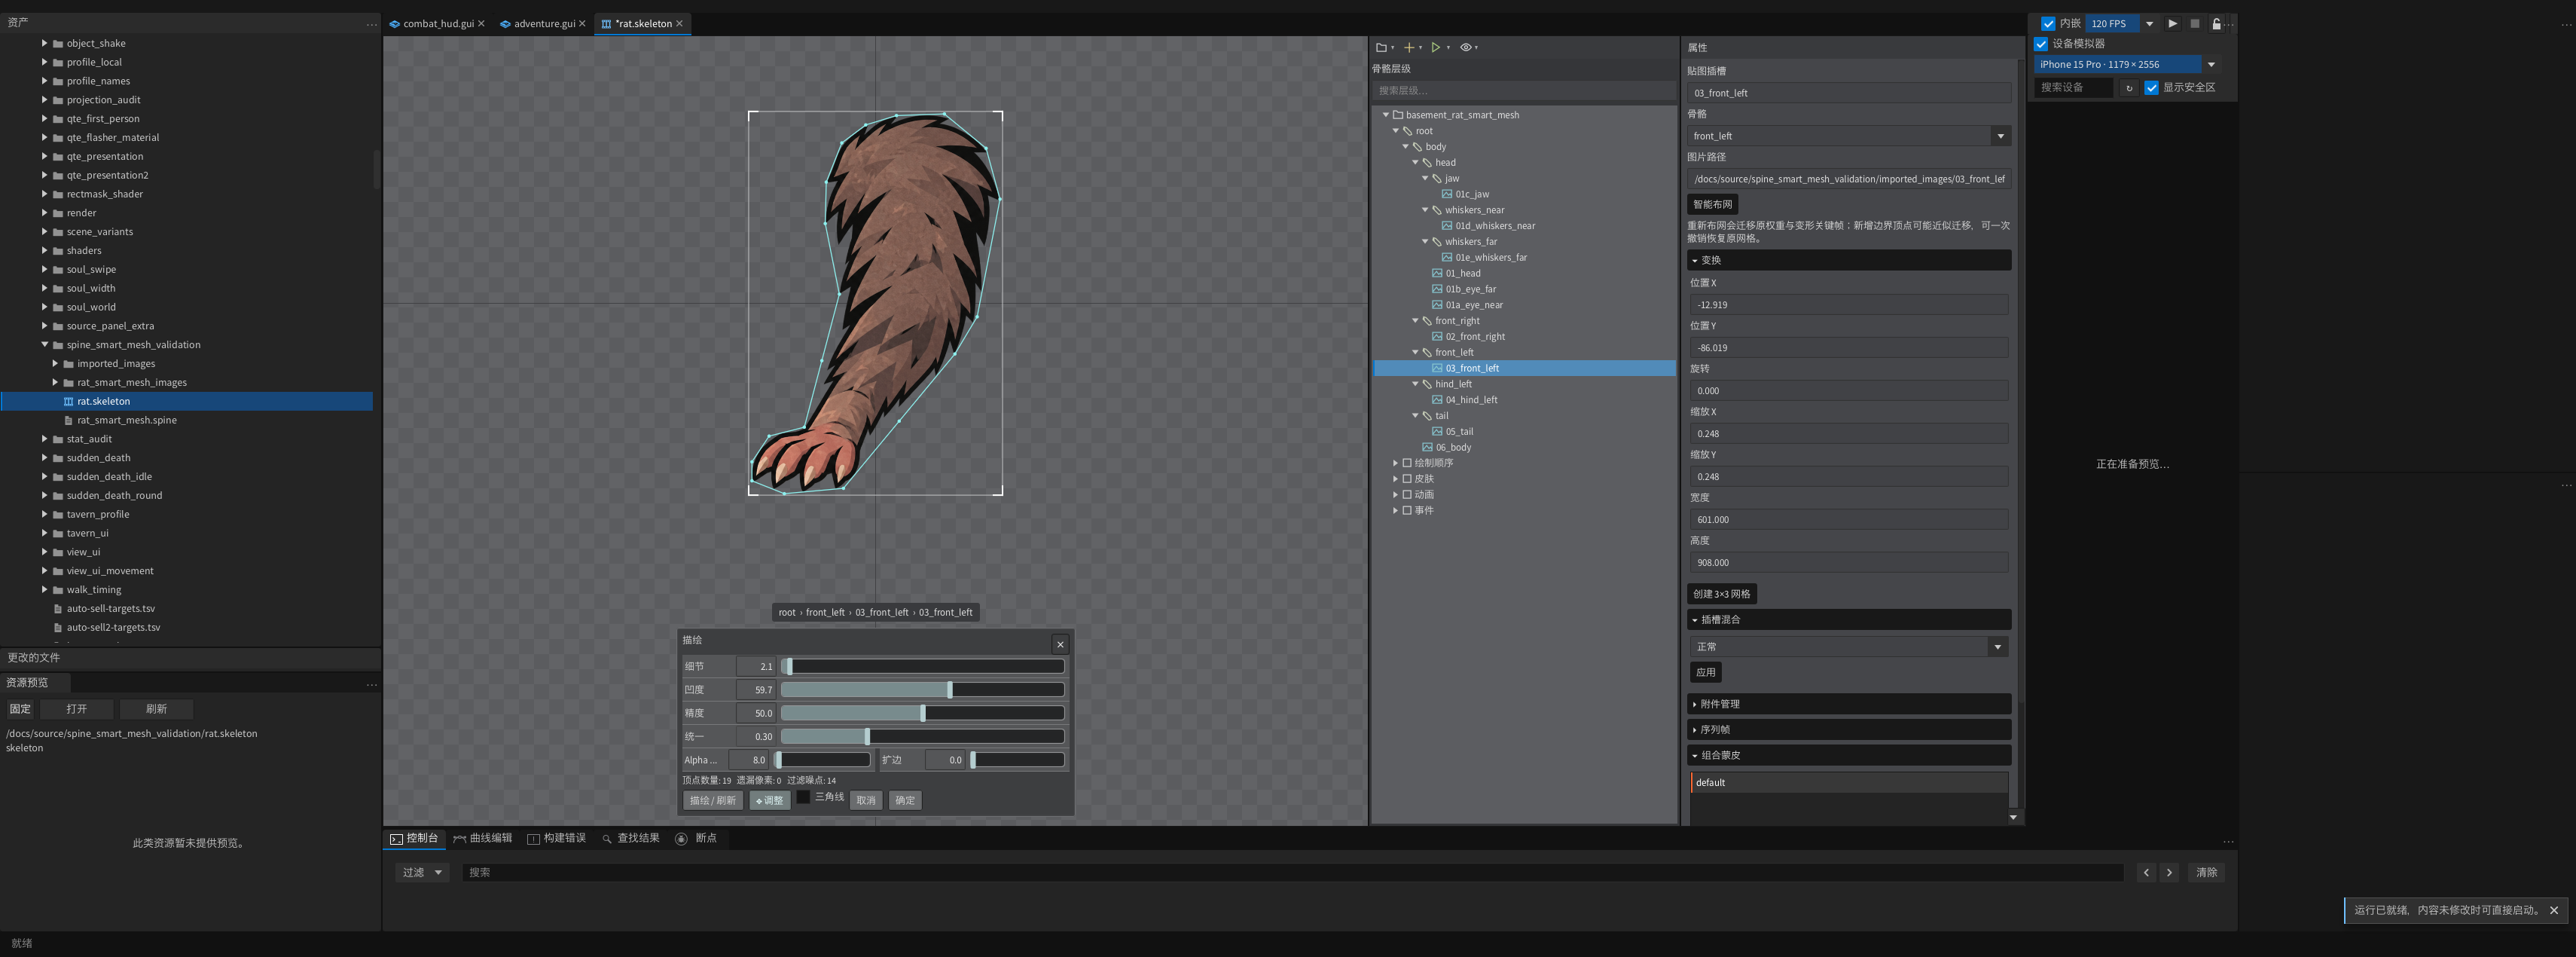 资产
...
object_shake
profile_local
profile_names
projection_audit
qte_first_person
qte_flasher_material
qte_presentation
qte_presentation2
rectmask_shader
render
scene_variants
shaders
soul_swipe
soul_width
soul_world
source_panel_extra
spine_smart_mesh_validation
imported_images
rat_smart_mesh_images
rat.skeleton
rat_smart_mesh.spine
stat_audit
sudden_death
sudden_death_idle
sudden_death_round
tavern_profile
tavern_ui
view_ui
view_ui_movement
walk_timing
auto-sell-targets.tsv
auto-sell2-targets.tsv
更改的文件
资源预览
...
固定 打开 刷新
/docs/source/spine_smart_mesh_validation/rat.skeleton
skeleton
此类资源暂未提供预览。
就绪
combat_hud.gui
adventure.gui
*rat.skeleton
root › front_left › 03_front_left › 03_front_left
描绘
细节 2.1
凹度 59.7
精度 50.0
统一 0.30
Alpha ... 8.0 扩边 0.0
顶点数量: 19 遗漏像素: 0 过滤噪点: 14
描绘 / 刷新 调整 三角线 取消 确定
控制台 曲线编辑 构建错误 查找结果 断点
...
过滤 搜索 清除
骨骼层级
搜索层级...
basement_rat_smart_mesh
root
body
head
jaw
01c_jaw
whiskers_near
01d_whiskers_near
whiskers_far
01e_whiskers_far
01_head
01b_eye_far
01a_eye_near
front_right
02_front_right
front_left
03_front_left
hind_left
04_hind_left
tail
05_tail
06_body
绘制顺序
皮肤
动画
事件
属性
贴图插槽
03_front_left
骨骼
front_left
图片路径
/docs/source/spine_smart_mesh_validation/imported_images/03_front_lef
智能布网
重新布网会迁移原权重与变形关键帧；新增边界顶点可能近似迁移，可一次
撤销恢复原网格。
变换
位置 X
-12.919
位置 Y
-86.019
旋转
0.000
缩放 X
0.248
缩放 Y
0.248
宽度
601.000
高度
908.000
创建 3×3 网格
插槽混合
正常
应用
附件管理
序列帧
组合蒙皮
default
内嵌 120 FPS
...
设备模拟器
iPhone 15 Pro · 1179 × 2556
搜索设备 显示安全区
正在准备预览...
...
...
运行已就绪，内容未修改时可直接启动。